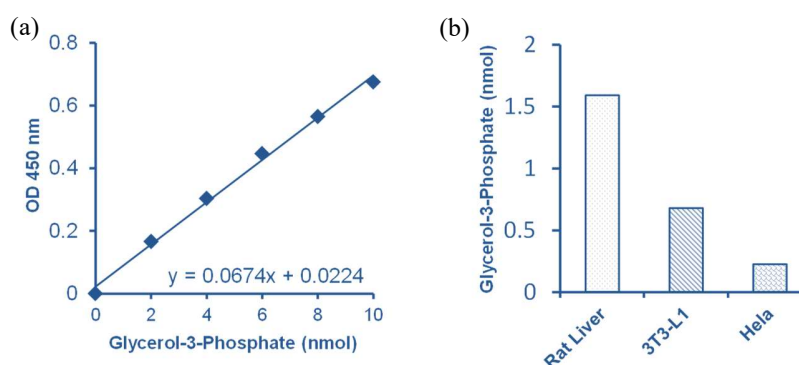 (a)
0.8
0.6
0.4
0.2
0
OD 450 nm
y = 0.0674x + 0.0224
0 2 4 6 8 10
Glycerol-3-Phosphate (nmol)
(b)
2
1.5
1
0.5
0
Glycerol-3-Phosphate (nmol)
Rat Liver
3T3-L1
Hela